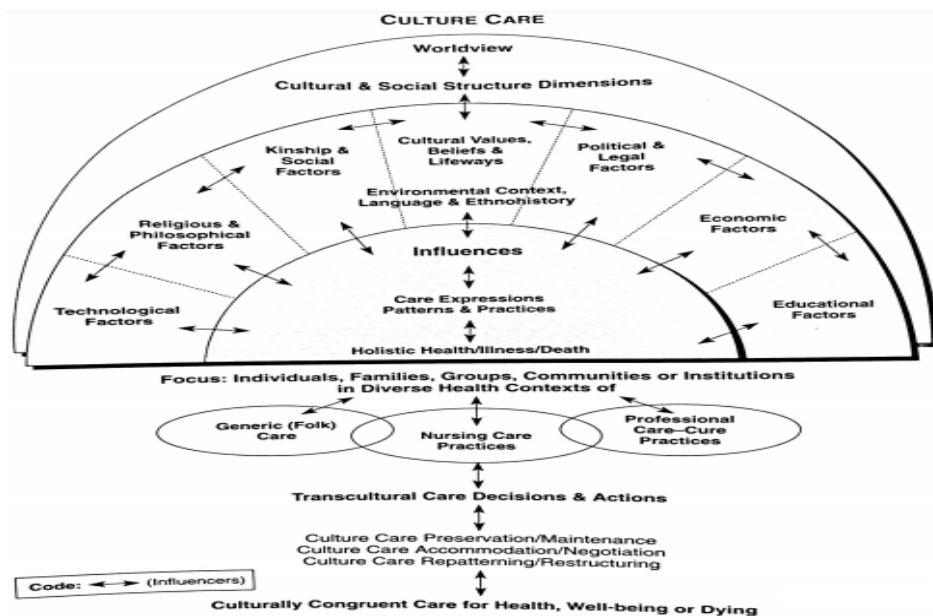 CULTURE CARE
Worldview
Cultural & Social Structure Dimensions
Kinship &
Social
Factors
Cultural Values,
Beliefs &
Lifeways
Political &
Legal
Factors
Environmental Context,
Language & Ethnohistory
Religious &
Philosophical
Factors
Economic
Factors
Technological
Factors
Educational
Factors
Influences
Care Expressions
Patterns & Practices
Holistic Health/Illness/Death
Focus: Individuals, Families, Groups, Communities or Institutions
in Diverse Health Contexts of
Generic (Folk)
Care
Nursing Care
Practices
Professional
Care–Cure
Practices
Transcultural Care Decisions & Actions
Culture Care Preservation/Maintenance
Culture Care Accommodation/Negotiation
Culture Care Repatterning/Restructuring
Code: (Influencers)
Culturally Congruent Care for Health, Well-being or Dying